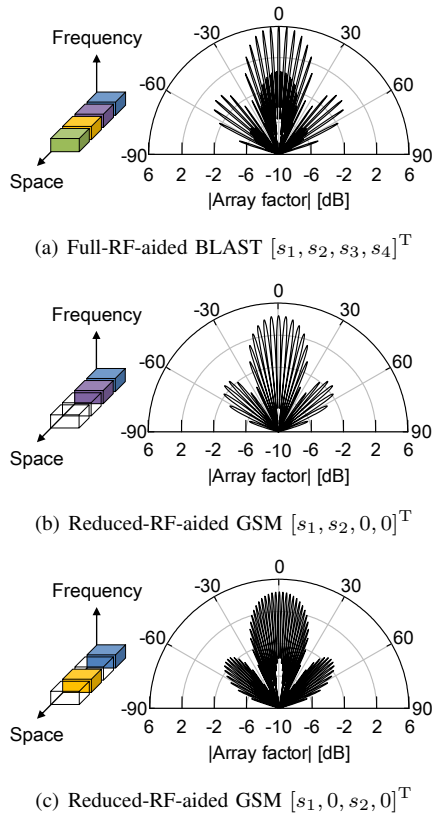 Frequency
Space
0
-30
30
-60
60
-90
90
6 2 -2 -6 -10 -6 -2 2 6
|Array factor| [dB]
(a) Full-RF-aided BLAST [s₁, s₂, s₃, s₄]ᵀ
Frequency
Space
0
-30
30
-60
60
-90
90
6 2 -2 -6 -10 -6 -2 2 6
|Array factor| [dB]
(b) Reduced-RF-aided GSM [s₁, s₂, 0, 0]ᵀ
Frequency
Space
0
-30
30
-60
60
-90
90
6 2 -2 -6 -10 -6 -2 2 6
|Array factor| [dB]
(c) Reduced-RF-aided GSM [s₁, 0, s₂, 0]ᵀ